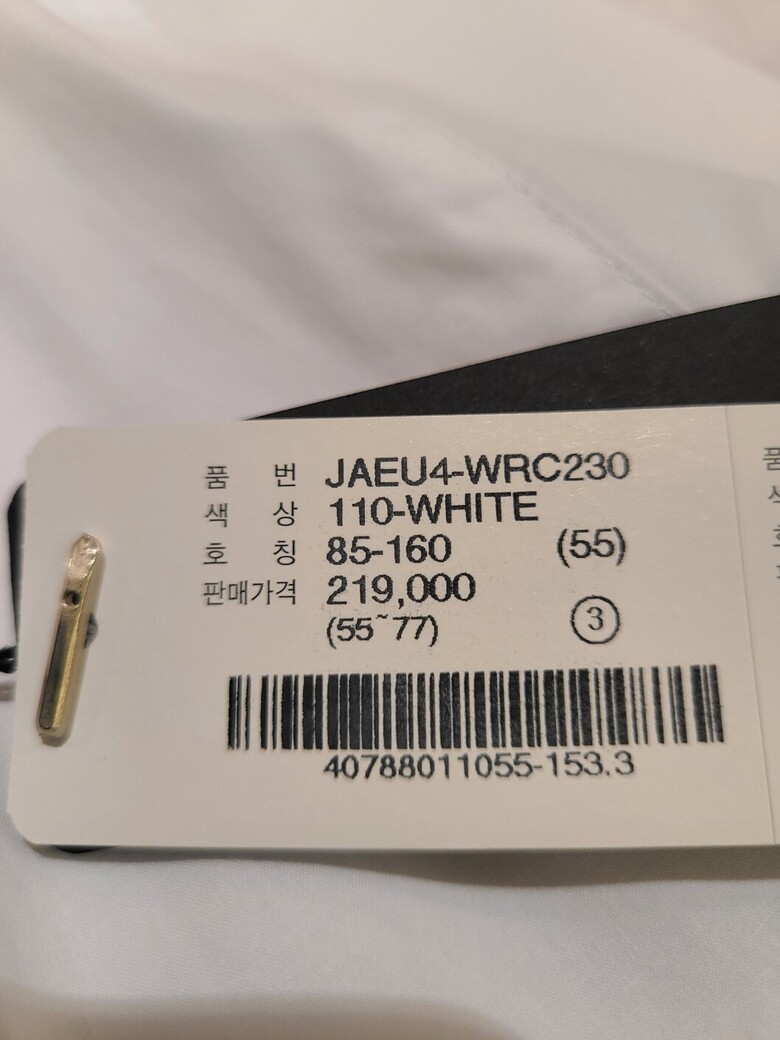 품 번 JAEU4-WRC230
색 상 110-WHITE
호 칭 85-160 (55)
판매가격 219,000
(55~77) ③
40788011055-153.3
품